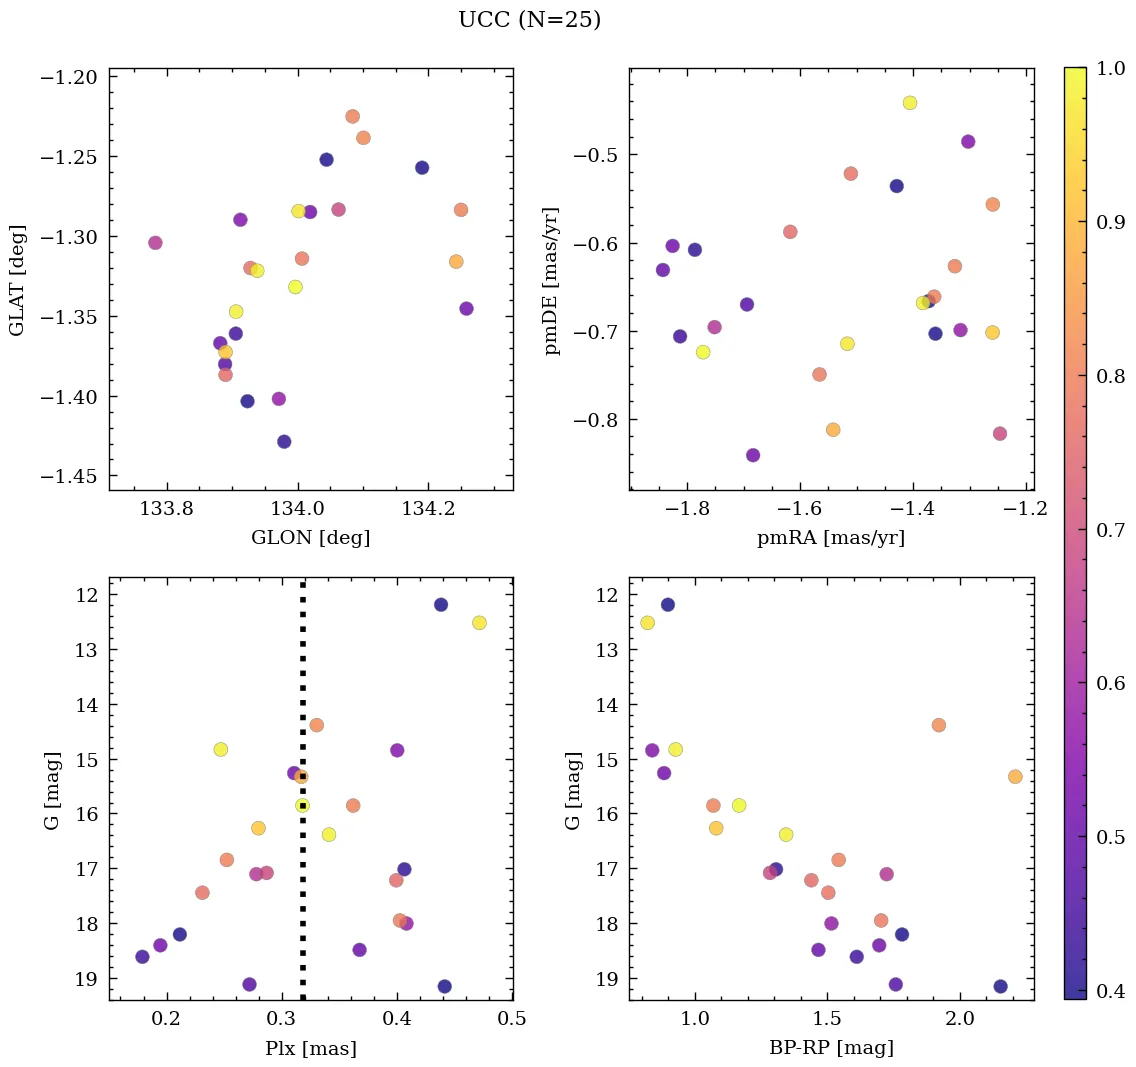 UCC (N=25)
−1.20
−1.25
−1.30
−1.35
−1.40
−1.45
GLAT [deg]
133.8 134.0 134.2
GLON [deg]
−0.5
−0.6
−0.7
−0.8
pmDE [mas/yr]
−1.8 −1.6 −1.4 −1.2
pmRA [mas/yr]
12
13
14
15
16
17
18
19
G [mag]
0.2 0.3 0.4 0.5
Plx [mas]
12
13
14
15
16
17
18
19
G [mag]
1.0 1.5 2.0
BP-RP [mag]
1.0
0.9
0.8
0.7
0.6
0.5
0.4